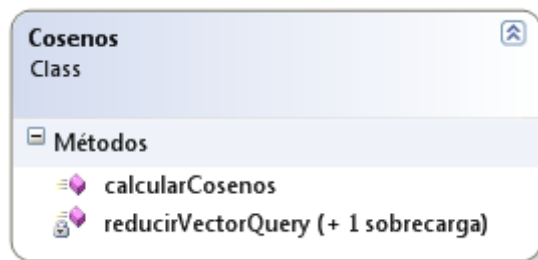 Cosenos
Class
Métodos
calcularCosenos
reducirVectorQuery (+ 1 sobrecarga)